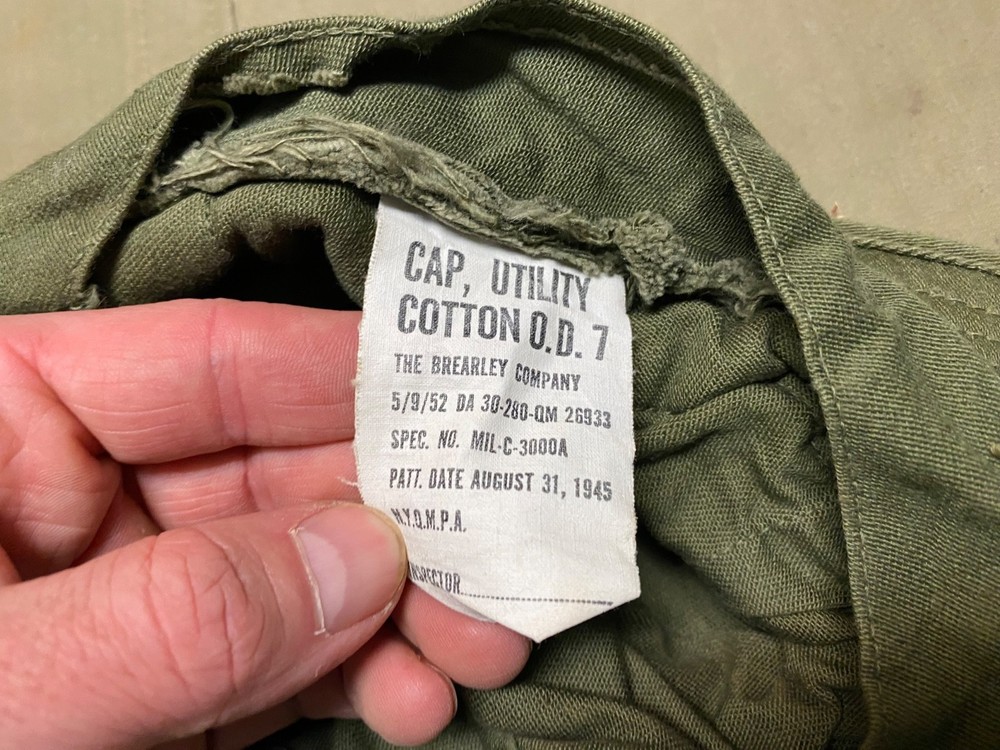 CAP, UTILITY
COTTON O.D. 7
THE BREARLEY COMPANY
5/9/52 DA 30-280-QM 26933
SPEC. NO. MIL-C-3000A
PATT. DATE AUGUST 31, 1945
N.Y.Q.M.P.A.
INSPECTOR